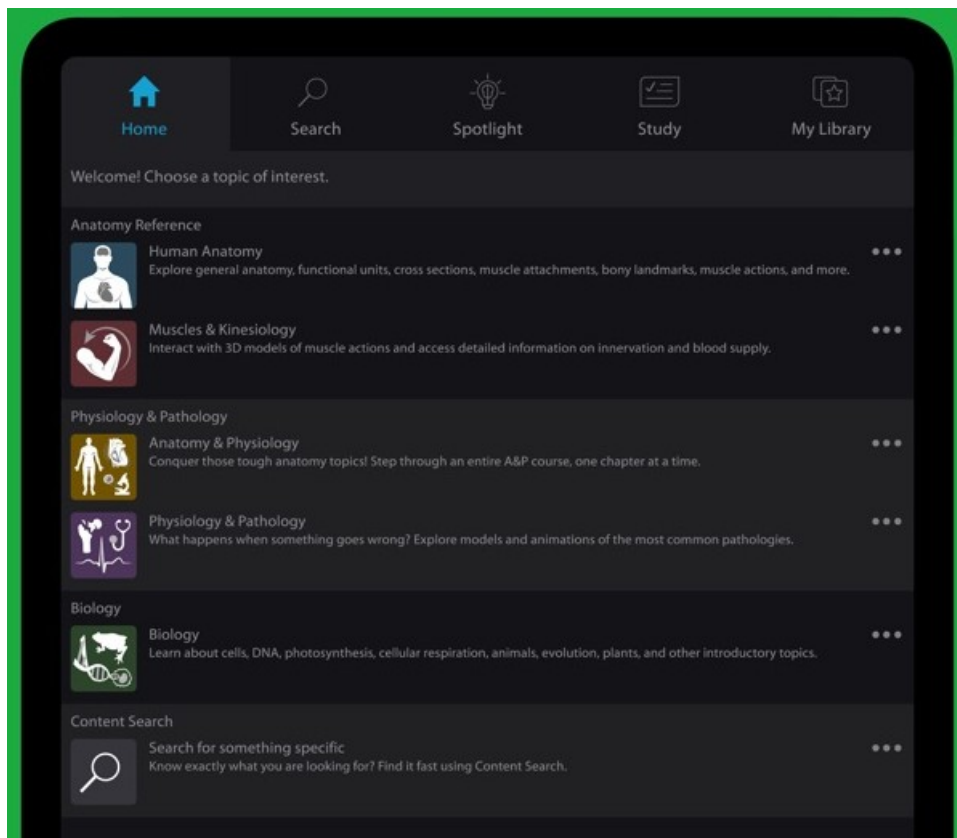 Home Search Spotlight Study My Library
Welcome! Choose a topic of interest.
Anatomy Reference
Human Anatomy
Explore general anatomy, functional units, cross sections, muscle attachments, bony landmarks, muscle actions, and more.
Muscles & Kinesiology
Interact with 3D models of muscle actions and access detailed information on innervation and blood supply.
Physiology & Pathology
Anatomy & Physiology
Conquer those tough anatomy topics! Step through an entire A&P course, one chapter at a time.
Physiology & Pathology
What happens when something goes wrong? Explore models and animations of the most common pathologies.
Biology
Biology
Learn about cells, DNA, photosynthesis, cellular respiration, animals, evolution, plants, and other introductory topics.
Content Search
Search for something specific
Know exactly what you are looking for? Find it fast using Content Search.